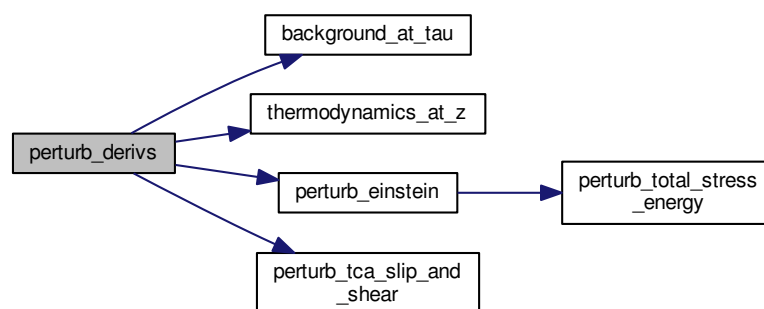 background_at_tau
thermodynamics_at_z
perturb_derivs
perturb_einstein
perturb_total_stress
_energy
perturb_tca_slip_and
_shear